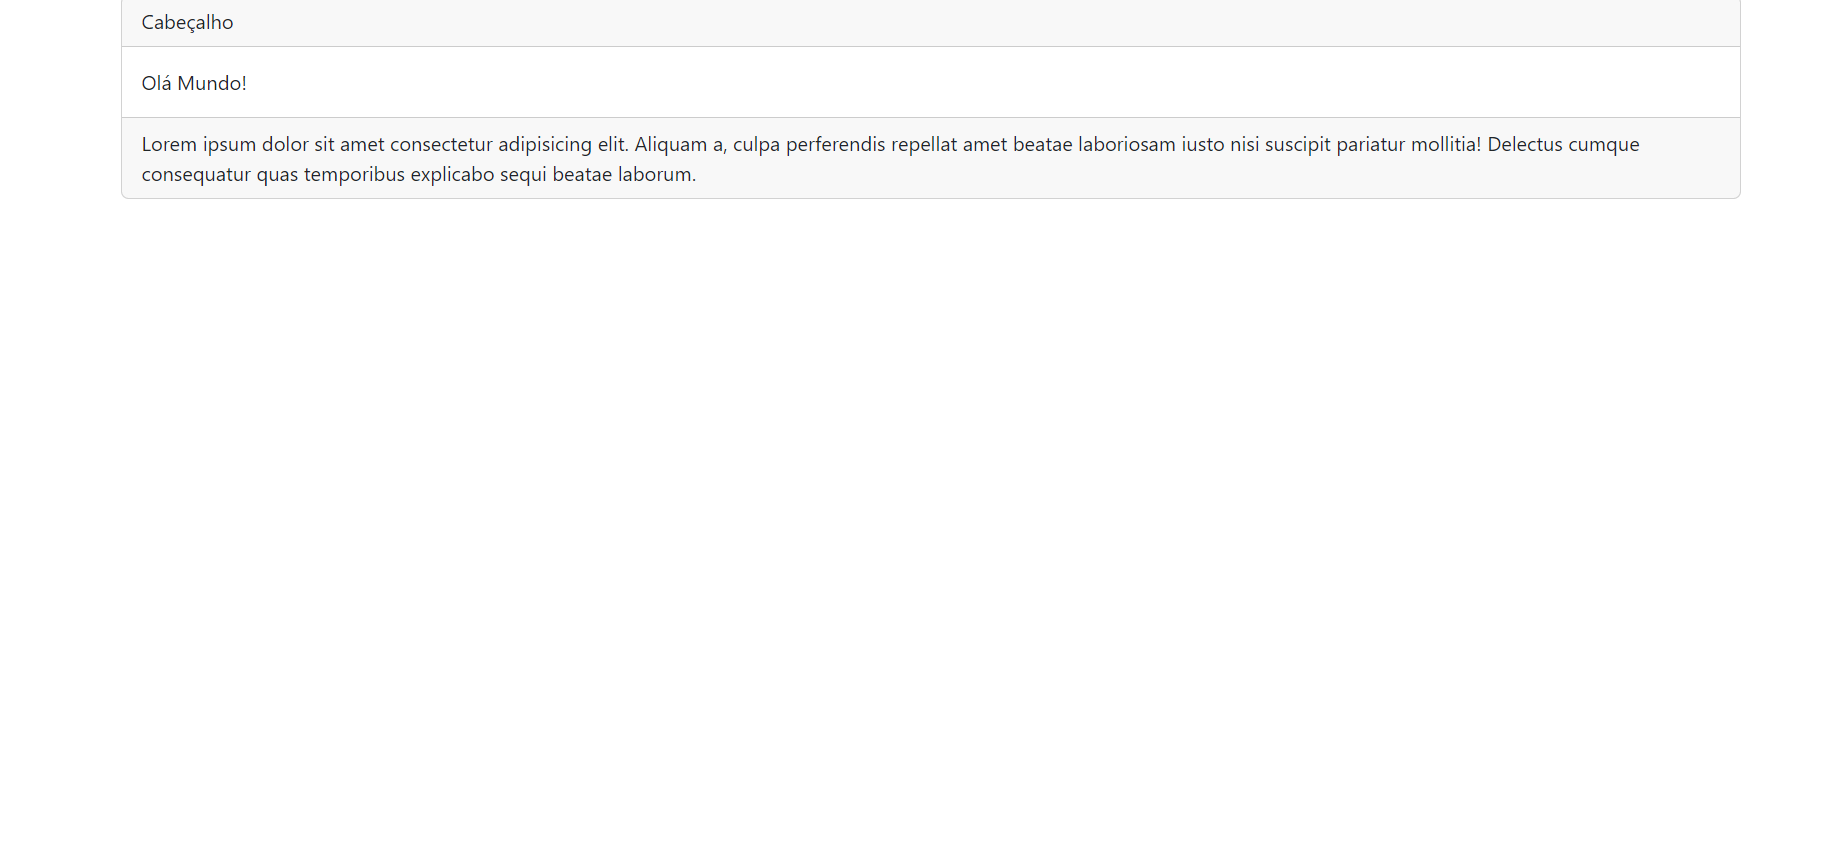 Cabeçalho
Olá Mundo!
Lorem ipsum dolor sit amet consectetur adipisicing elit. Aliquam a, culpa perferendis repellat amet beatae laboriosam iusto nisi suscipit pariatur mollitia! Delectus cumque
consequatur quas temporibus explicabo sequi beatae laborum.